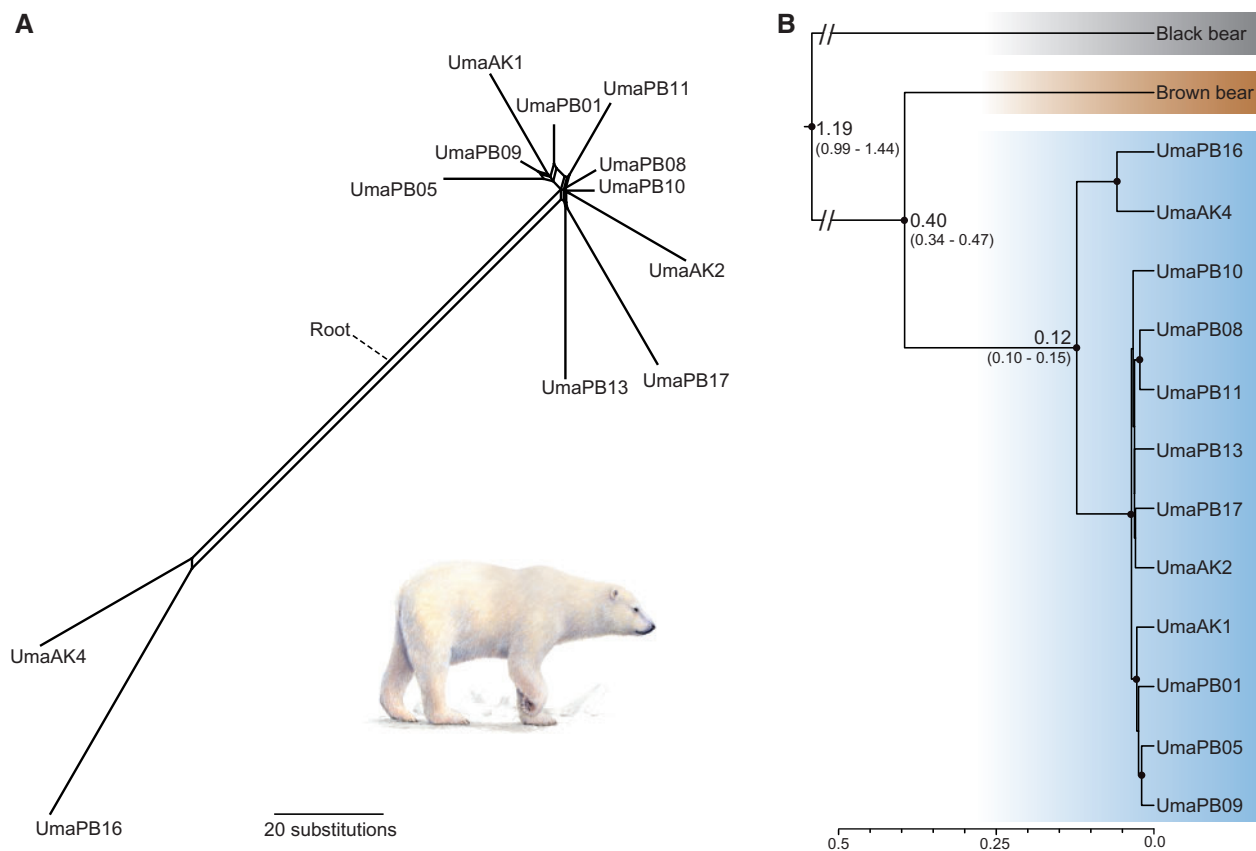 A
UmaAK1
UmaPB11
UmaPB01
UmaPB09
UmaPB08
UmaPB05
UmaPB10
UmaAK2
Root
UmaPB13
UmaPB17
UmaAK4
UmaPB16
20 substitutions
B
Black bear
Brown bear
1.19
(0.99 - 1.44)
UmaPB16
UmaAK4
0.40
(0.34 - 0.47)
UmaPB10
UmaPB08
0.12
(0.10 - 0.15)
UmaPB11
UmaPB13
UmaPB17
UmaAK2
UmaAK1
UmaPB01
UmaPB05
UmaPB09
0.5 0.25 0.0